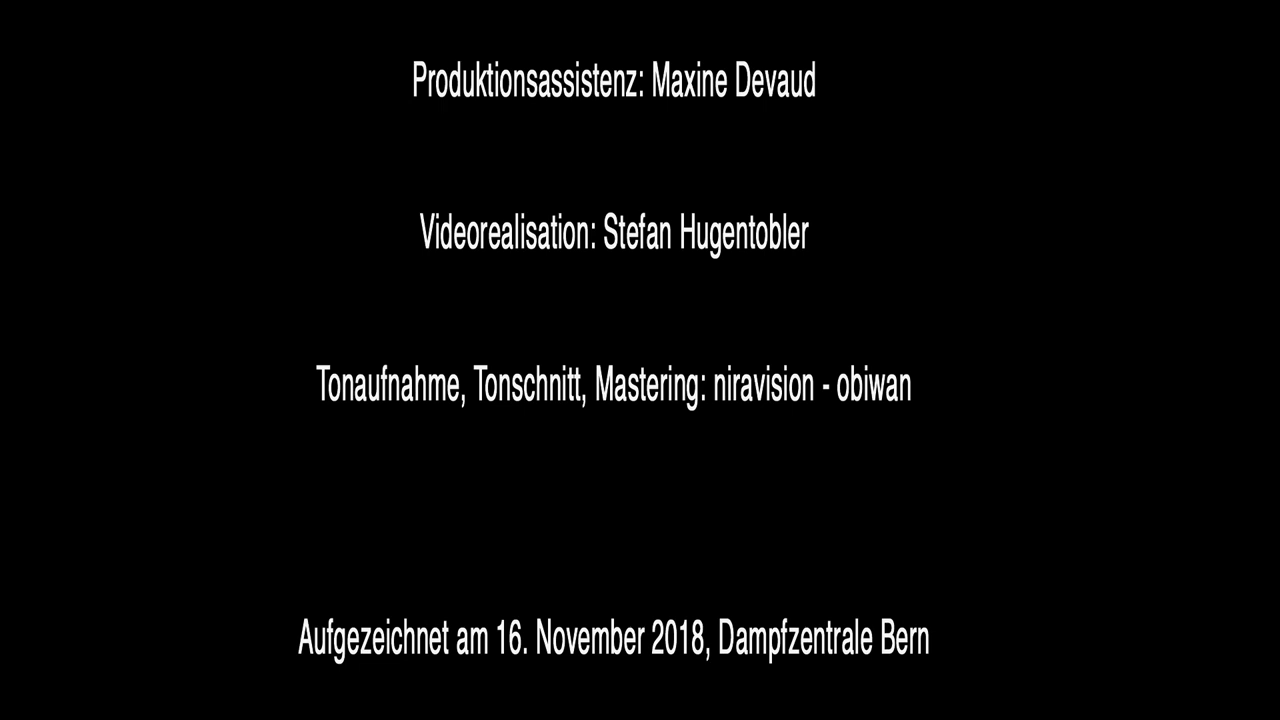 Produktionsassistenz: Maxine Devaud
Videorealisation: Stefan Hugentobler
Tonaufnahme, Tonschnitt, Mastering: niravision - obiwan
Aufgezeichnet am 16. November 2018, Dampfzentrale Bern